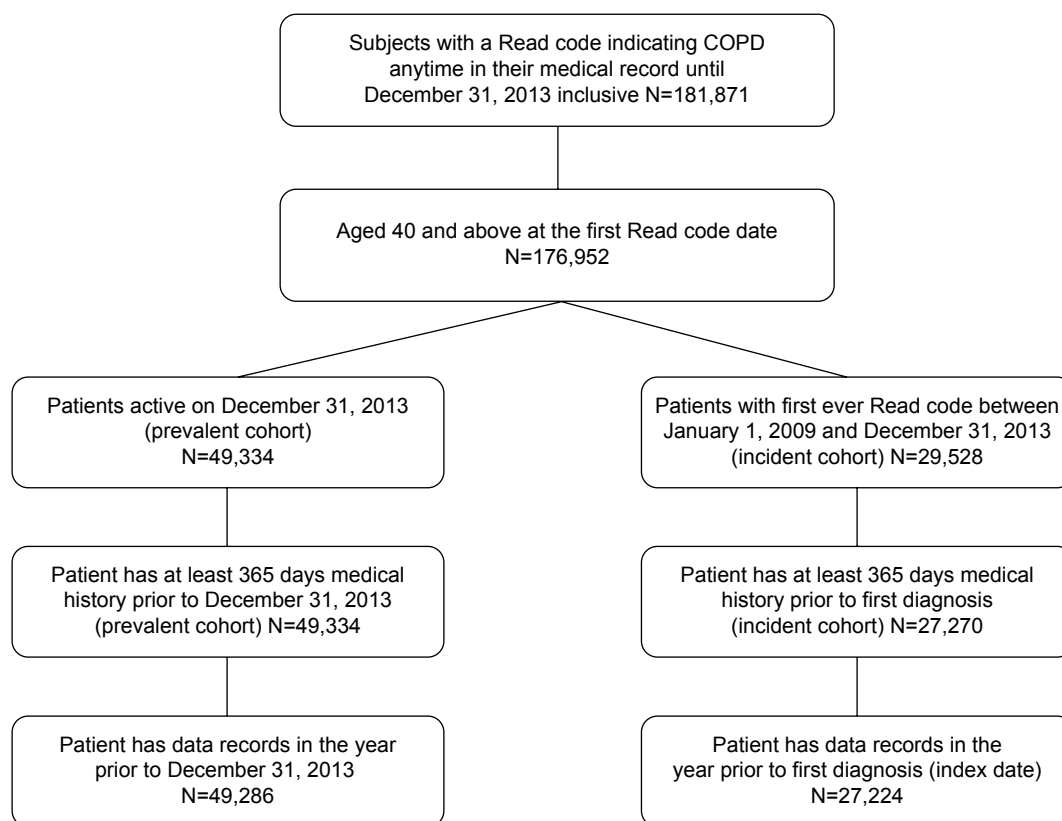 Subjects with a Read code indicating COPD
anytime in their medical record until
December 31, 2013 inclusive N=181,871
Aged 40 and above at the first Read code date
N=176,952
Patients active on December 31, 2013
(prevalent cohort)
N=49,334
Patients with first ever Read code between
January 1, 2009 and December 31, 2013
(incident cohort) N=29,528
Patient has at least 365 days medical
history prior to December 31, 2013
(prevalent cohort) N=49,334
Patient has at least 365 days medical
history prior to first diagnosis
(incident cohort) N=27,270
Patient has data records in the year
prior to December 31, 2013
N=49,286
Patient has data records in the
year prior to first diagnosis (index date)
N=27,224